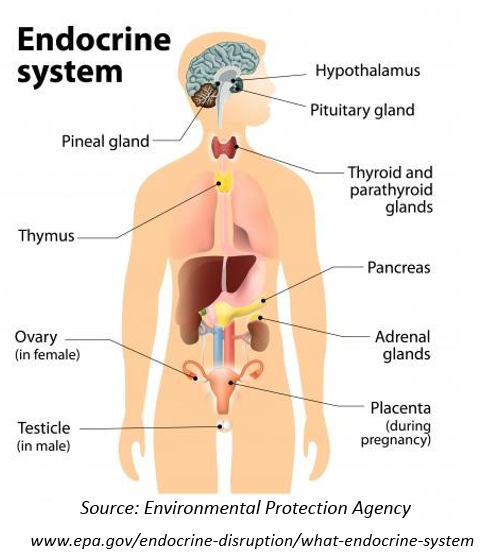 Endocrine
system
Hypothalamus
Pituitary gland
Pineal gland
Thyroid and
parathyroid
glands
Thymus
Pancreas
Ovary
(in female)
Adrenal
glands
Placenta
(during
pregnancy)
Testicle
(in male)
Source: Environmental Protection Agency
www.epa.gov/endocrine-disruption/what-endocrine-system